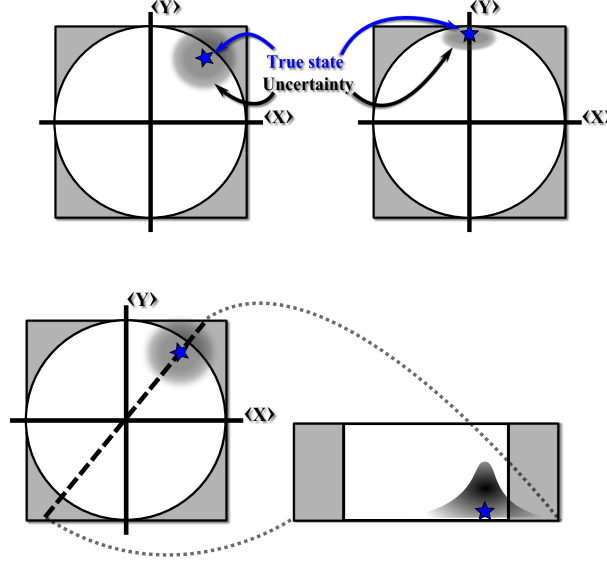 ⟨Y⟩
⟨Y⟩
True state
Uncertainty
⟨X⟩
⟨X⟩
⟨Y⟩
⟨X⟩